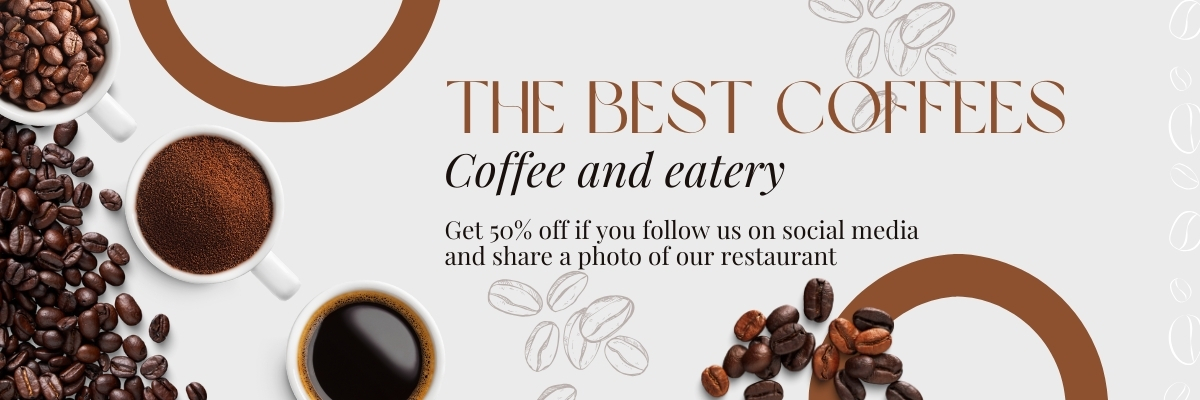 THE BEST COFFEES
Coffee and eatery
Get 50% off if you follow us on social media
and share a photo of our restaurant